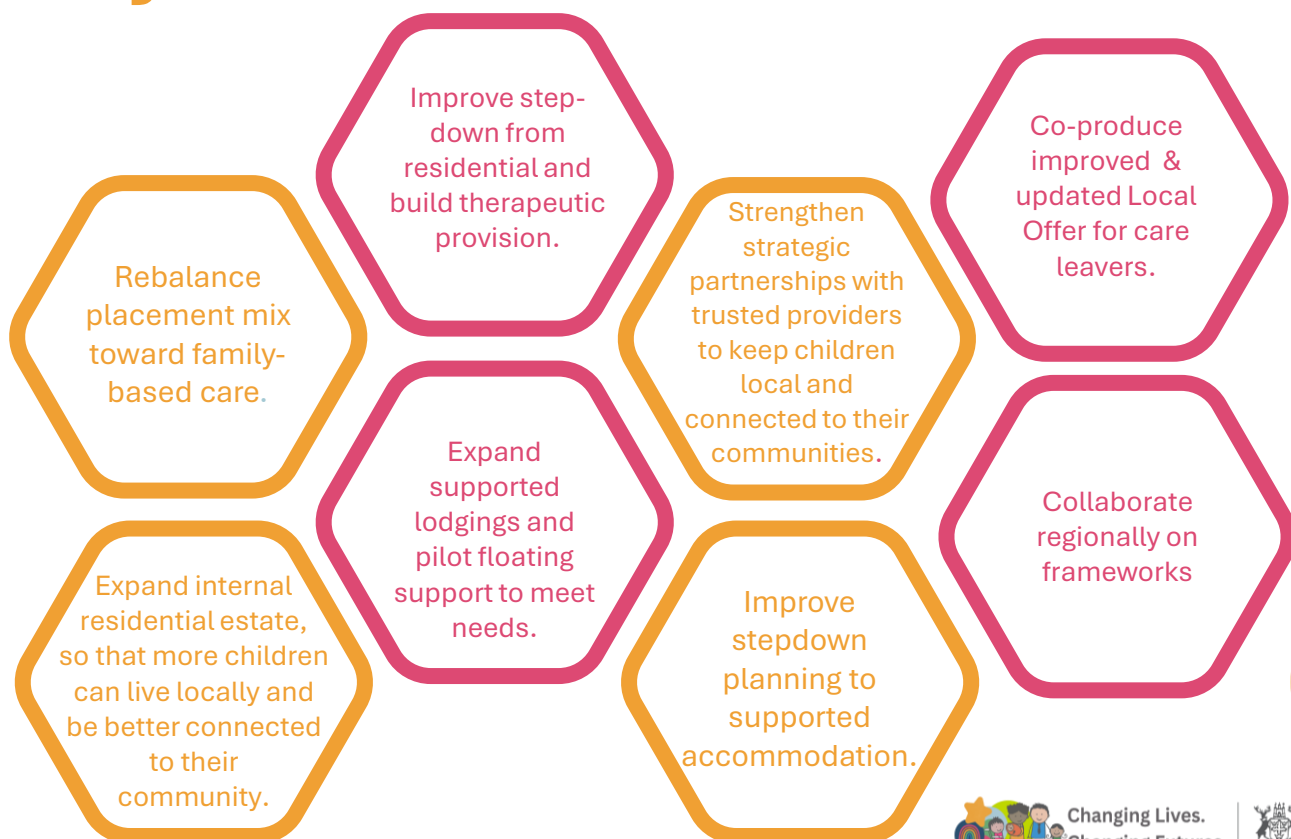 Improve step-
down from
residential and
build therapeutic
provision.
Co-produce
improved & 
updated Local
Offer for care
leavers.
Strengthen
strategic
partnerships with
trusted providers
to keep children
local and
connected to their
communities.
Rebalance
placement mix
toward family-
based care.
Expand
supported
lodgings and
pilot floating
support to meet
needs.
Collaborate
regionally on
frameworks
Expand internal
residential estate,
so that more children
can live locally and
be better connected
to their
community.
Improve
stepdown
planning to
supported
accommodation.
Changing Lives.
Changing Futures